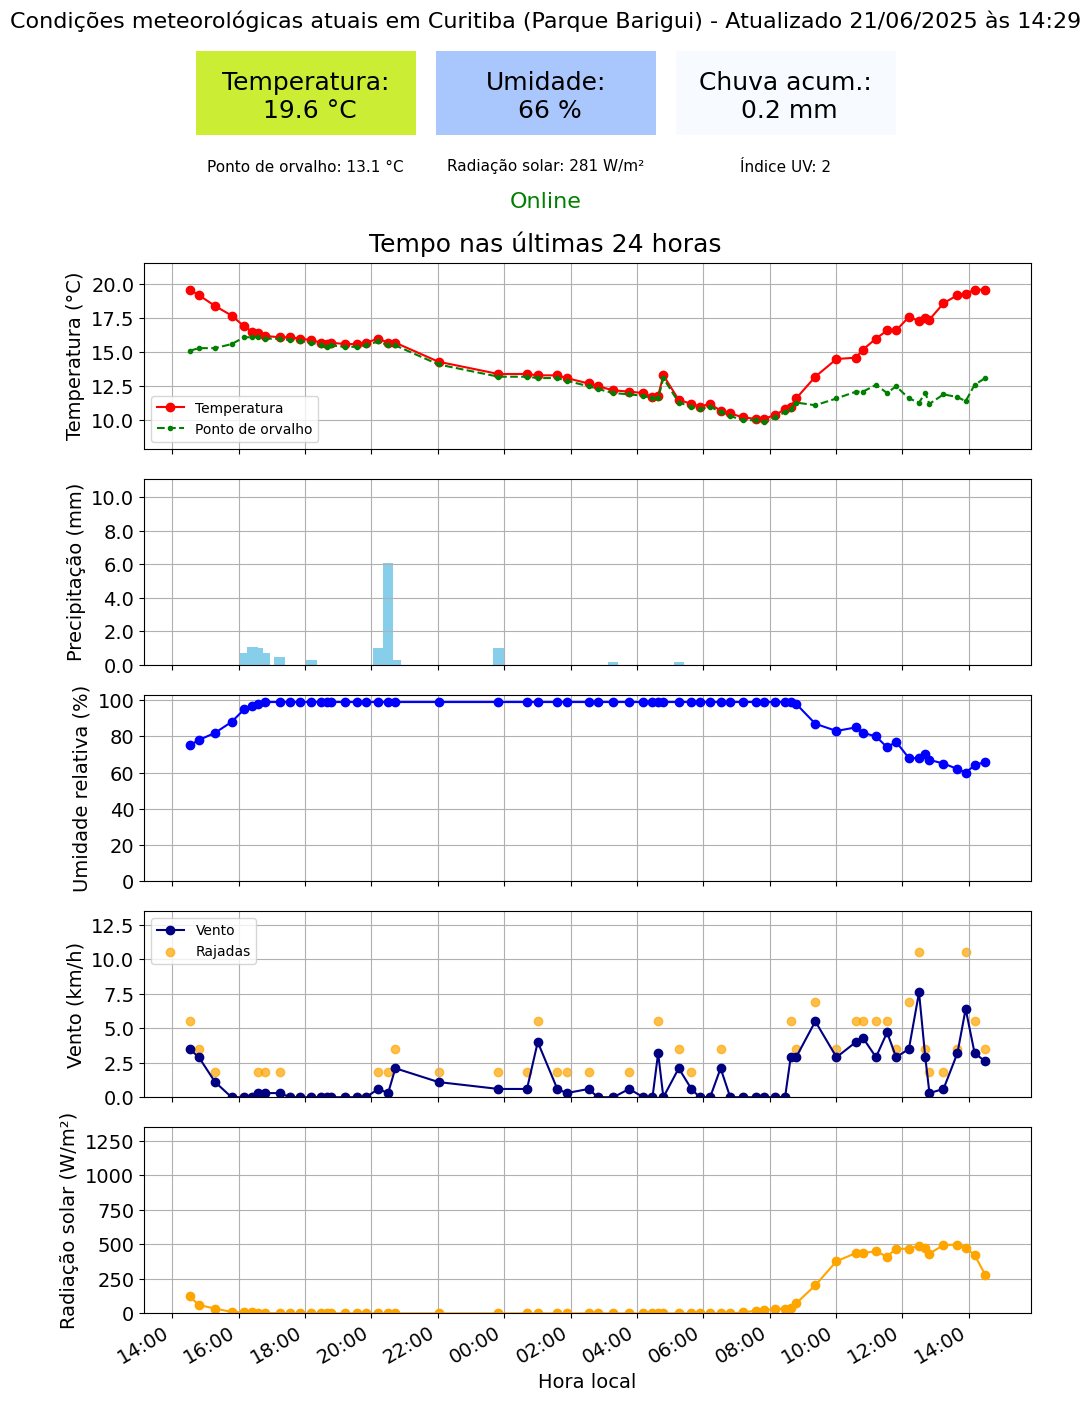 Condições meteorológicas atuais em Curitiba (Parque Barigui) - Atualizado 21/06/2025 às 14:29
Temperatura:
19.6 °C
Umidade:
66 %
Chuva acum.:
0.2 mm
Ponto de orvalho: 13.1 °C
Radiação solar: 281 W/m²
Índice UV: 2
Online
Tempo nas últimas 24 horas
Temperatura (°C)
20.0
17.5
15.0
12.5
10.0
Temperatura
Ponto de orvalho
Precipitação (mm)
10.0
8.0
6.0
4.0
2.0
0.0
Umidade relativa (%)
100
80
60
40
20
0
Vento (km/h)
12.5
10.0
7.5
5.0
2.5
0.0
Vento
Rajadas
Radiação solar (W/m²)
1250
1000
750
500
250
0
14:00
16:00
18:00
20:00
22:00
00:00
02:00
04:00
06:00
08:00
10:00
12:00
14:00
Hora local